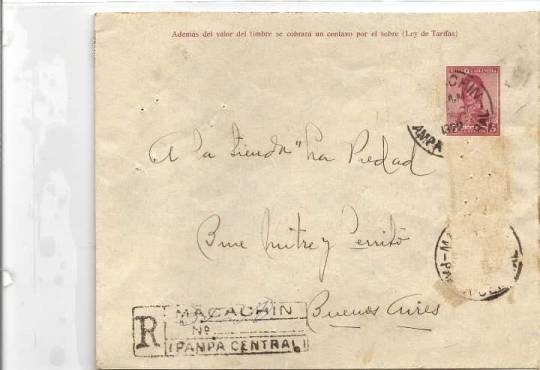 Además del valor del timbre se cobrará un centavo por el sobre (Ley de Tarifas)
A la tienda "La Piedad
Bme Mitre y Cerrito
Buenos Aires
R
MACACHIN
No.
(PAMPA CENTRAL)